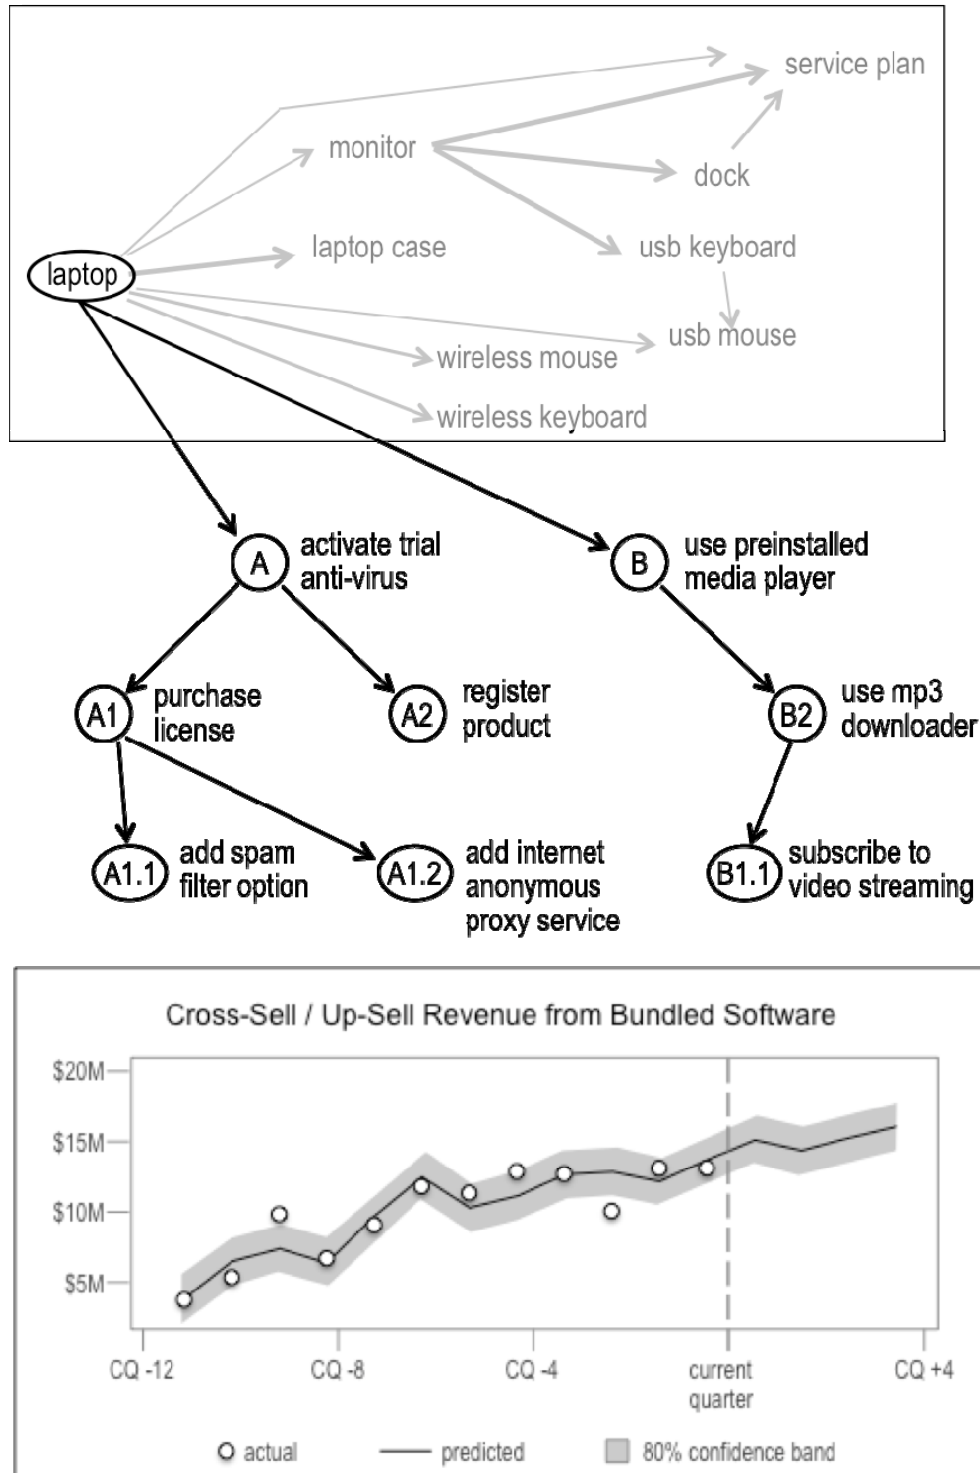 service plan
monitor
dock
laptop case
usb keyboard
laptop
usb mouse
wireless mouse
wireless keyboard
A
activate trial
anti-virus
B
use preinstalled
media player
A1
purchase
license
A2
register
product
B2
use mp3
downloader
A1.1
add spam
filter option
A1.2
add internet
anonymous
proxy service
B1.1
subscribe to
video streaming
Cross-Sell / Up-Sell Revenue from Bundled Software
$20M
$15M
$10M
$5M
CQ -12
CQ -8
CQ -4
current
quarter
CQ +4
actual
predicted
80% confidence band